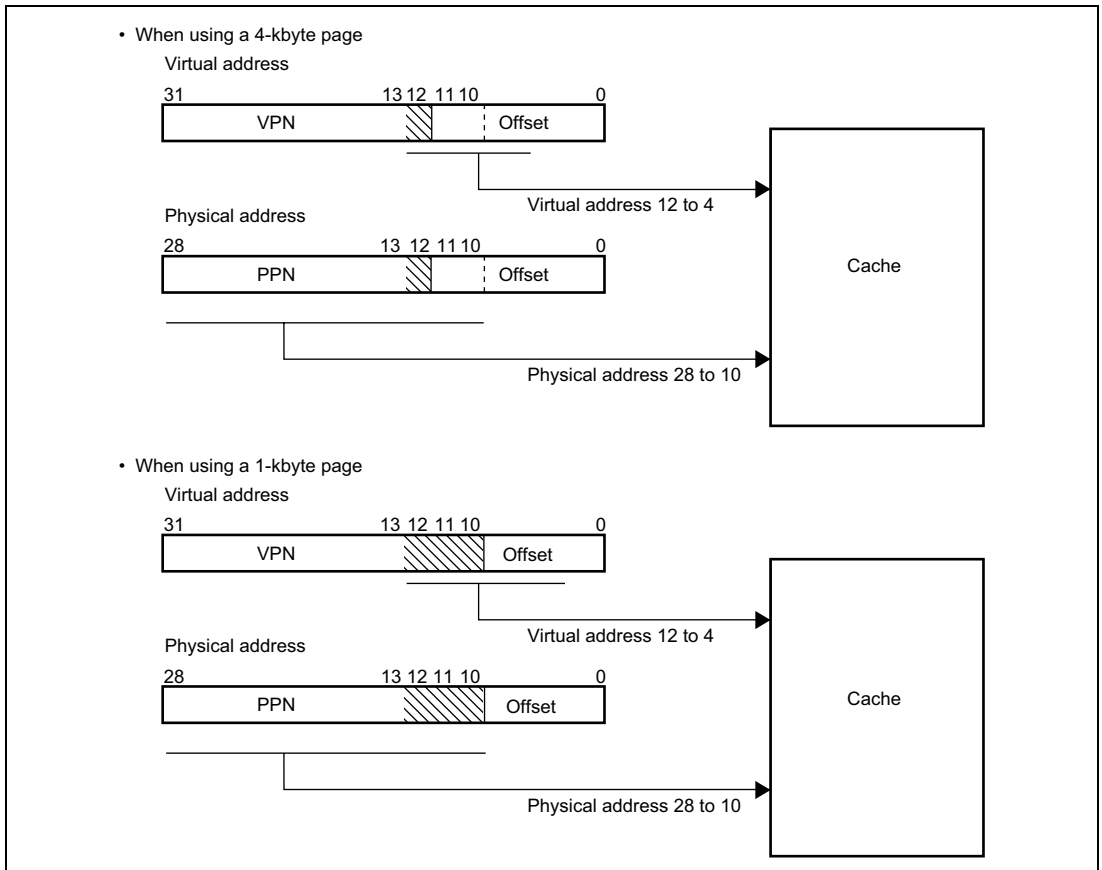 • When using a 4-kbyte page
Virtual address
31 13 12 11 10 0
VPN Offset
Virtual address 12 to 4
Physical address
28 13 12 11 10 0
PPN Offset
Cache
Physical address 28 to 10
• When using a 1-kbyte page
Virtual address
31 13 12 11 10 0
VPN Offset
Virtual address 12 to 4
Physical address
28 13 12 11 10 0
PPN Offset
Cache
Physical address 28 to 10